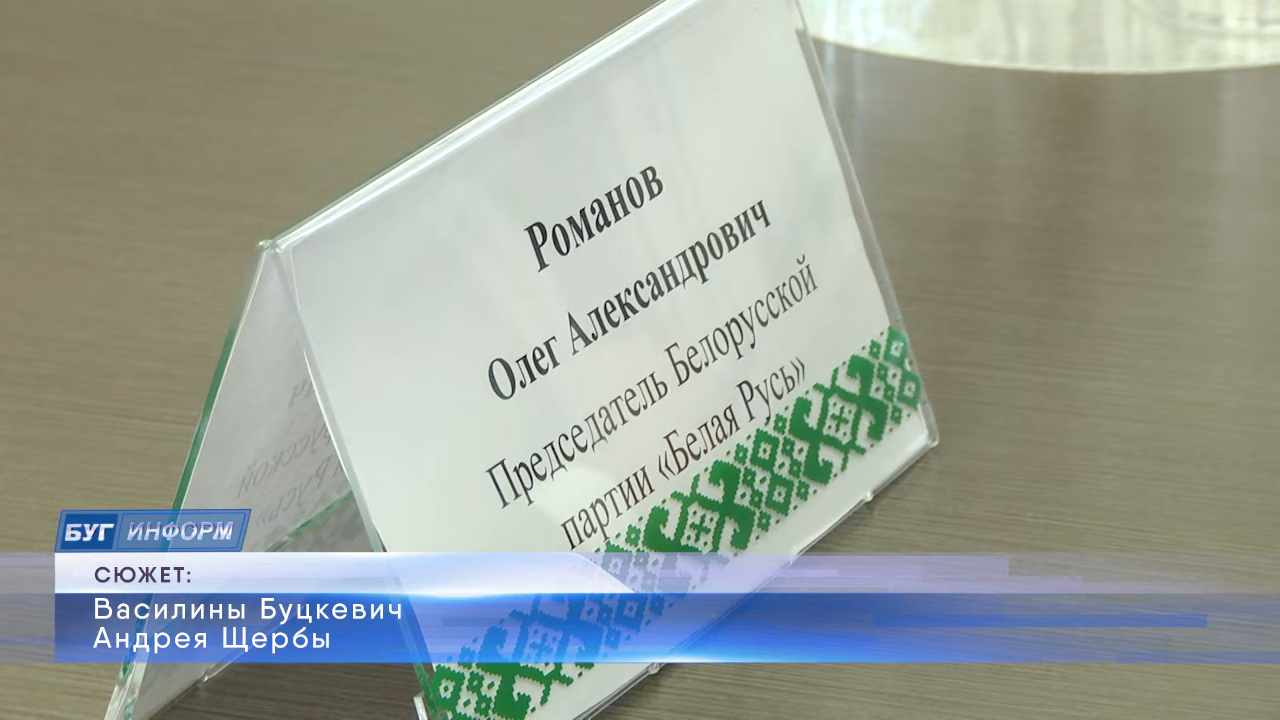 Романов
Олег Александрович
Председатель Белорусской
партии «Белая Русь»
БУГ ИНФОРМ
СЮЖЕТ:
Василины Буцкевич
Андрея Щербы